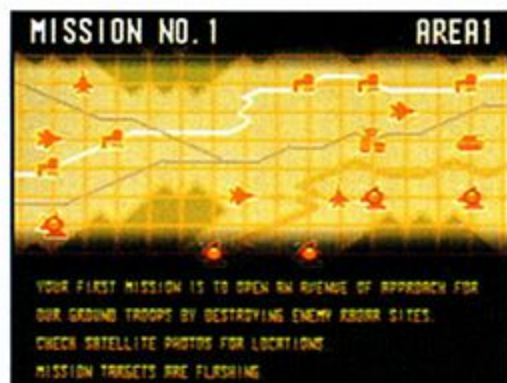 MISSION NO.1 AREA1
YOUR FIRST MISSION IS TO OPEN AN AVENUE OF APPROACH FOR
OUR GROUND TROOPS BY DESTROYING ENEMY RADAR SITES.
CHECK SATELLITE PHOTOS FOR LOCATIONS.
MISSION TARGETS ARE FLASHING